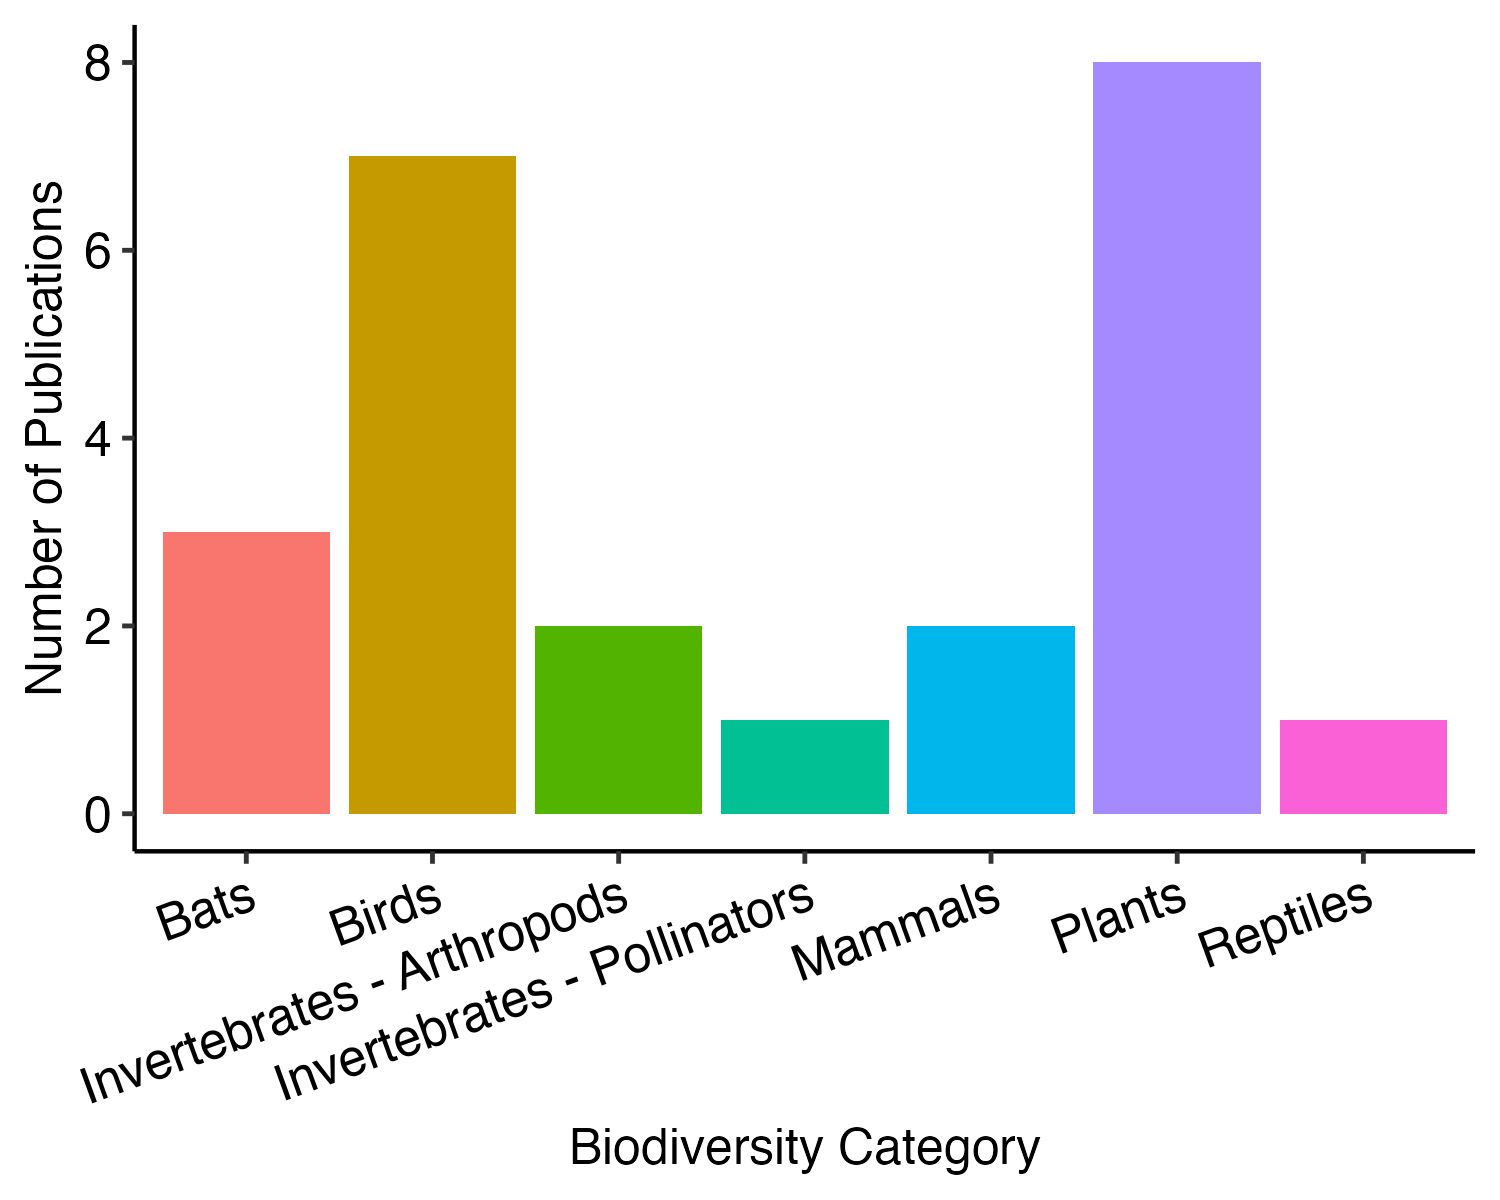 Number of Publications
8
6
4
2
0
Bats
Birds
Invertebrates - Arthropods
Invertebrates - Pollinators
Mammals
Plants
Reptiles
Biodiversity Category